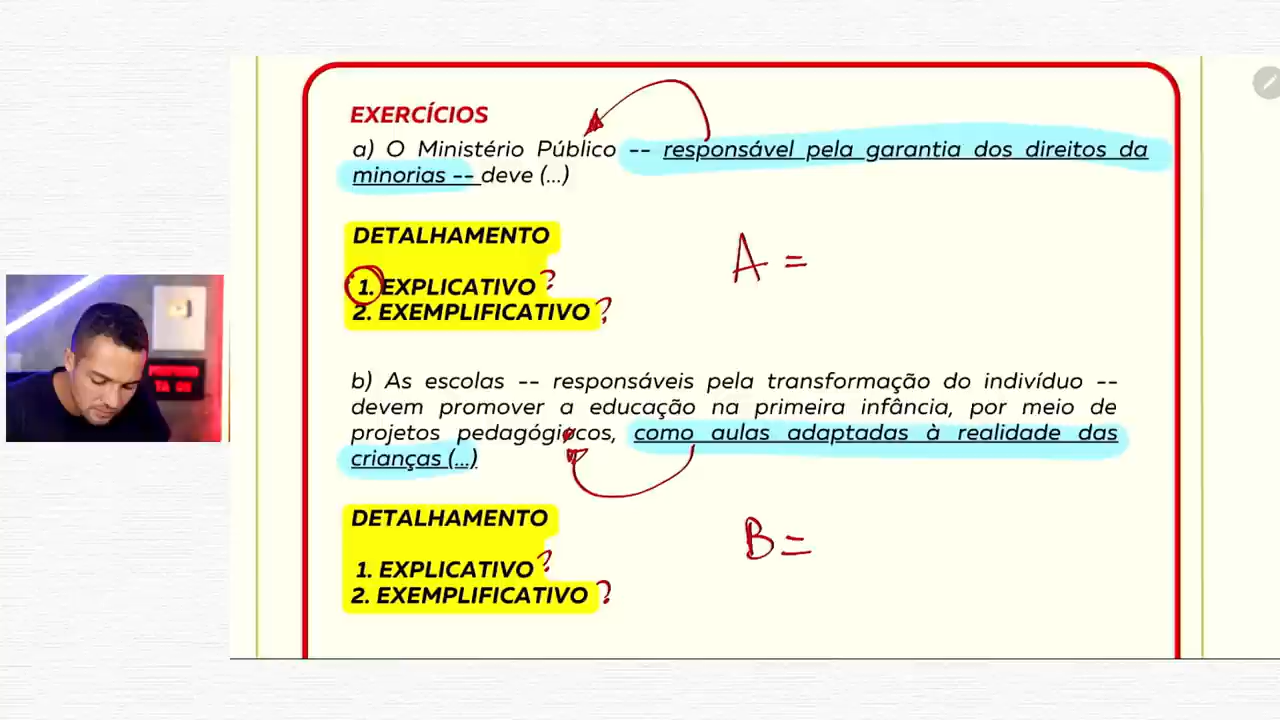 EXERCÍCIOS
a) O Ministério Público -- responsável pela garantia dos direitos da
minorias -- deve (...)
DETALHAMENTO
1. EXPLICATIVO ?
2. EXEMPLIFICATIVO ?
A =
b) As escolas -- responsáveis pela transformação do indivíduo --
devem promover a educação na primeira infância, por meio de
projetos pedagógicos, como aulas adaptadas à realidade das
crianças (...)
DETALHAMENTO
1. EXPLICATIVO ?
2. EXEMPLIFICATIVO ?
B =